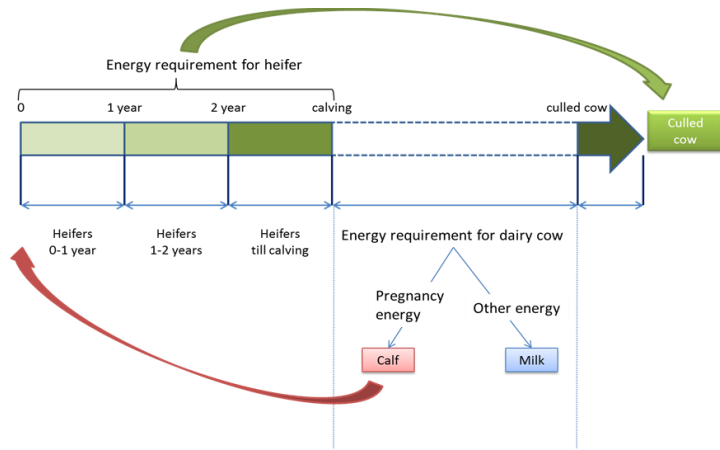 Energy requirement for heifer
0
1 year
2 year
calving
culled cow
Culled
cow
Heifers
0-1 year
Heifers
1-2 years
Heifers
till calving
Energy requirement for dairy cow
Pregnancy
energy
Other energy
Calf
Milk